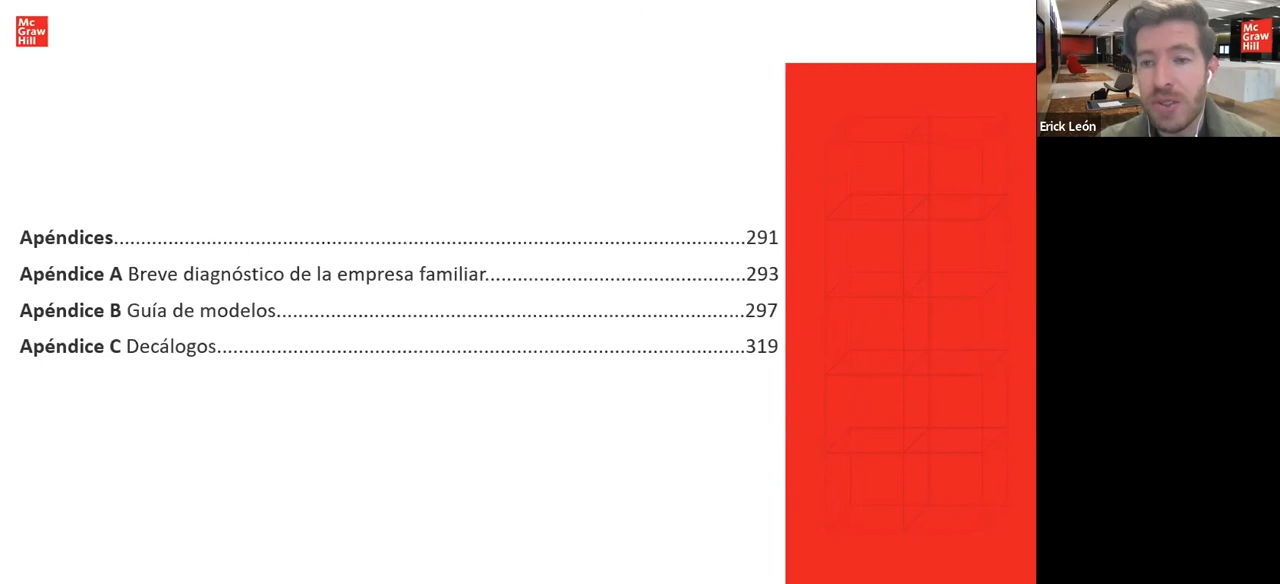 Mc
Graw
Hill
Apéndices....................................................................................................................291
Apéndice A Breve diagnóstico de la empresa familiar................................................293
Apéndice B Guía de modelos......................................................................................297
Apéndice C Decálogos.................................................................................................319
Mc
Graw
Hill
Erick León